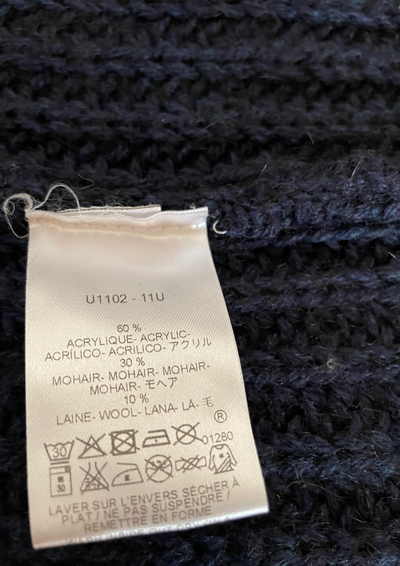 U1102 - 11U
60 %
ACRYLIQUE- ACRYLIC-
ACRÍLICO- ACRILICO- アクリル
30 %
MOHAIR- MOHAIR- MOHAIR-
MOHAIR- モヘア
10 %
LAINE- WOOL- LANA- LÃ- 毛
®
30 01280
30
LAVER SUR L'ENVERS SÉCHER À
PLAT / NE PAS SUSPENDRE /
REMETTRE EN FORME